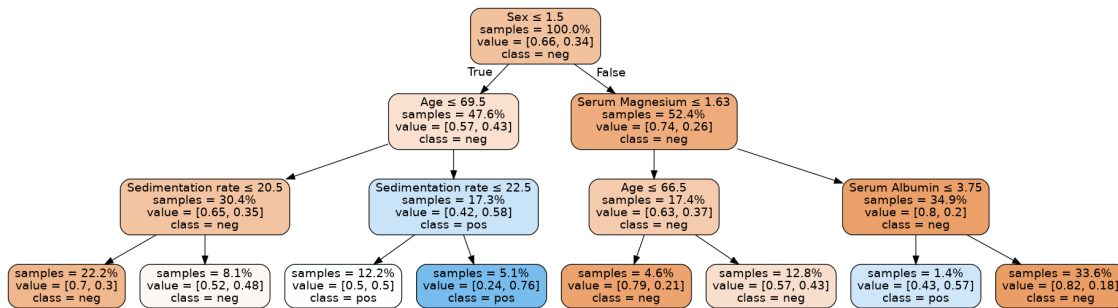 Sex ≤ 1.5
samples = 100.0%
value = [0.66, 0.34]
class = neg
True
False
Age ≤ 69.5
samples = 47.6%
value = [0.57, 0.43]
class = neg
Serum Magnesium ≤ 1.63
samples = 52.4%
value = [0.74, 0.26]
class = neg
Sedimentation rate ≤ 20.5
samples = 30.4%
value = [0.65, 0.35]
class = neg
Sedimentation rate ≤ 22.5
samples = 17.3%
value = [0.42, 0.58]
class = pos
Age ≤ 66.5
samples = 17.4%
value = [0.63, 0.37]
class = neg
Serum Albumin ≤ 3.75
samples = 34.9%
value = [0.8, 0.2]
class = neg
samples = 22.2%
value = [0.7, 0.3]
class = neg
samples = 8.1%
value = [0.52, 0.48]
class = neg
samples = 12.2%
value = [0.5, 0.5]
class = pos
samples = 5.1%
value = [0.24, 0.76]
class = pos
samples = 4.6%
value = [0.79, 0.21]
class = neg
samples = 12.8%
value = [0.57, 0.43]
class = neg
samples = 1.4%
value = [0.43, 0.57]
class = pos
samples = 33.6%
value = [0.82, 0.18]
class = neg